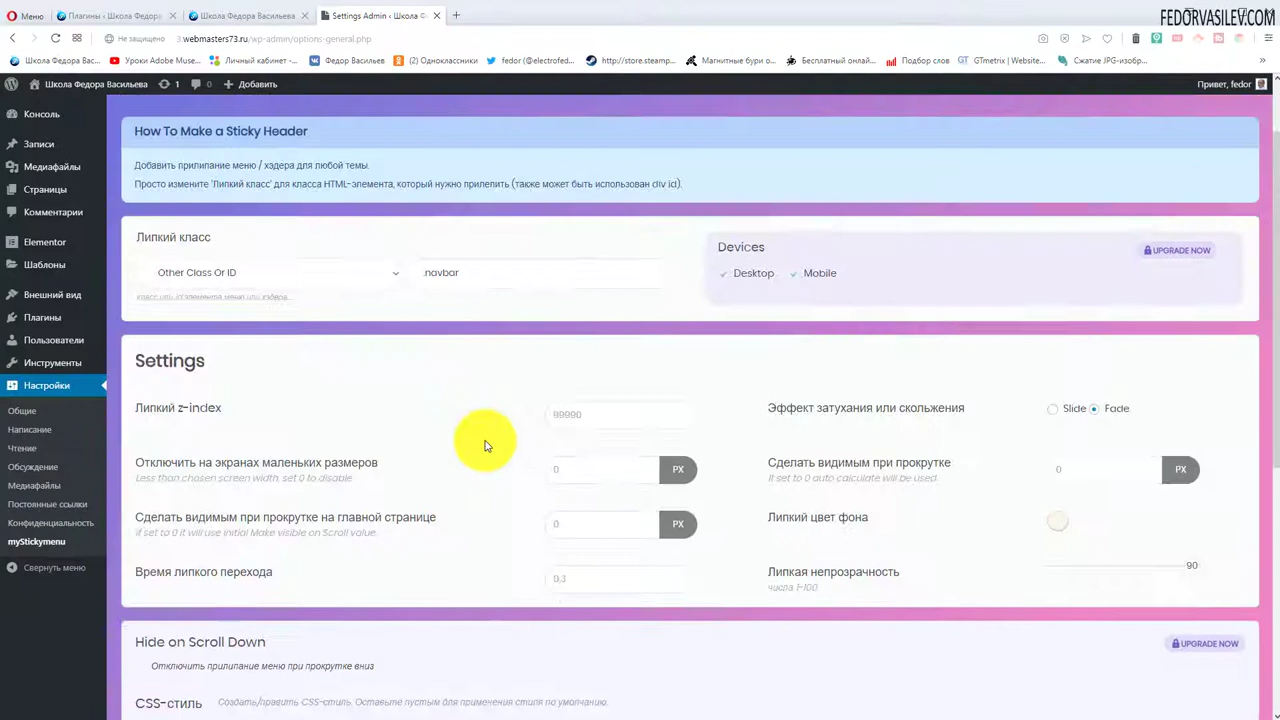 Меню
Плагины ‹ Школа Федора
Школа Федора Васильева
Settings Admin ‹ Школа Ф
FEDORVASILEV.COM
Не защищено
3.webmasters73.ru/wp-admin/options-general.php
Школа Федора Вась...
Уроки Adobe Muse...
Личный кабинет -...
Федор Васильев
(2) Одноклассники
fedor (@electrofed...
http://store.steamp...
Магнитные бури о...
Бесплатный онлай...
Подбор слов
GTmetrix | Website...
Сжатие JPG-изобр...
Школа Федора Васильева
1
0
Добавить
Привет, fedor
Консоль
Записи
Медиафайлы
Страницы
Комментарии
Elementor
Шаблоны
Внешний вид
Плагины
Пользователи
Инструменты
Настройки
Общие
Написание
Чтение
Обсуждение
Медиафайлы
Постоянные ссылки
Конфиденциальность
myStickymenu
Свернуть меню
How To Make a Sticky Header
Добавить прилипание меню / хэдера для любой темы.
Просто измените 'Липкий класс' для класса HTML-элемента, который нужно прилепить (также может быть использован div id).
Липкий класс
Other Class Or ID
.navbar
класс или id элемента меню или хэдера...
Devices
UPGRADE NOW
Desktop
Mobile
Settings
Липкий z-index
99990
Эффект затухания или скольжения
Slide
Fade
Отключить на экранах маленьких размеров
Less than chosen screen width, set 0 to disable
0
PX
Сделать видимым при прокрутке
If set to 0 auto calculate will be used.
0
PX
Сделать видимым при прокрутке на главной странице
if set to 0 it will use initial Make visible on Scroll value.
0
PX
Липкий цвет фона
Время липкого перехода
0.3
Липкая непрозрачность
числа 1-100.
90
Hide on Scroll Down
UPGRADE NOW
Отключить прилипание меню при прокрутке вниз
CSS-стиль
Создать/править CSS-стиль. Оставьте пустым для применения стиля по умолчанию.